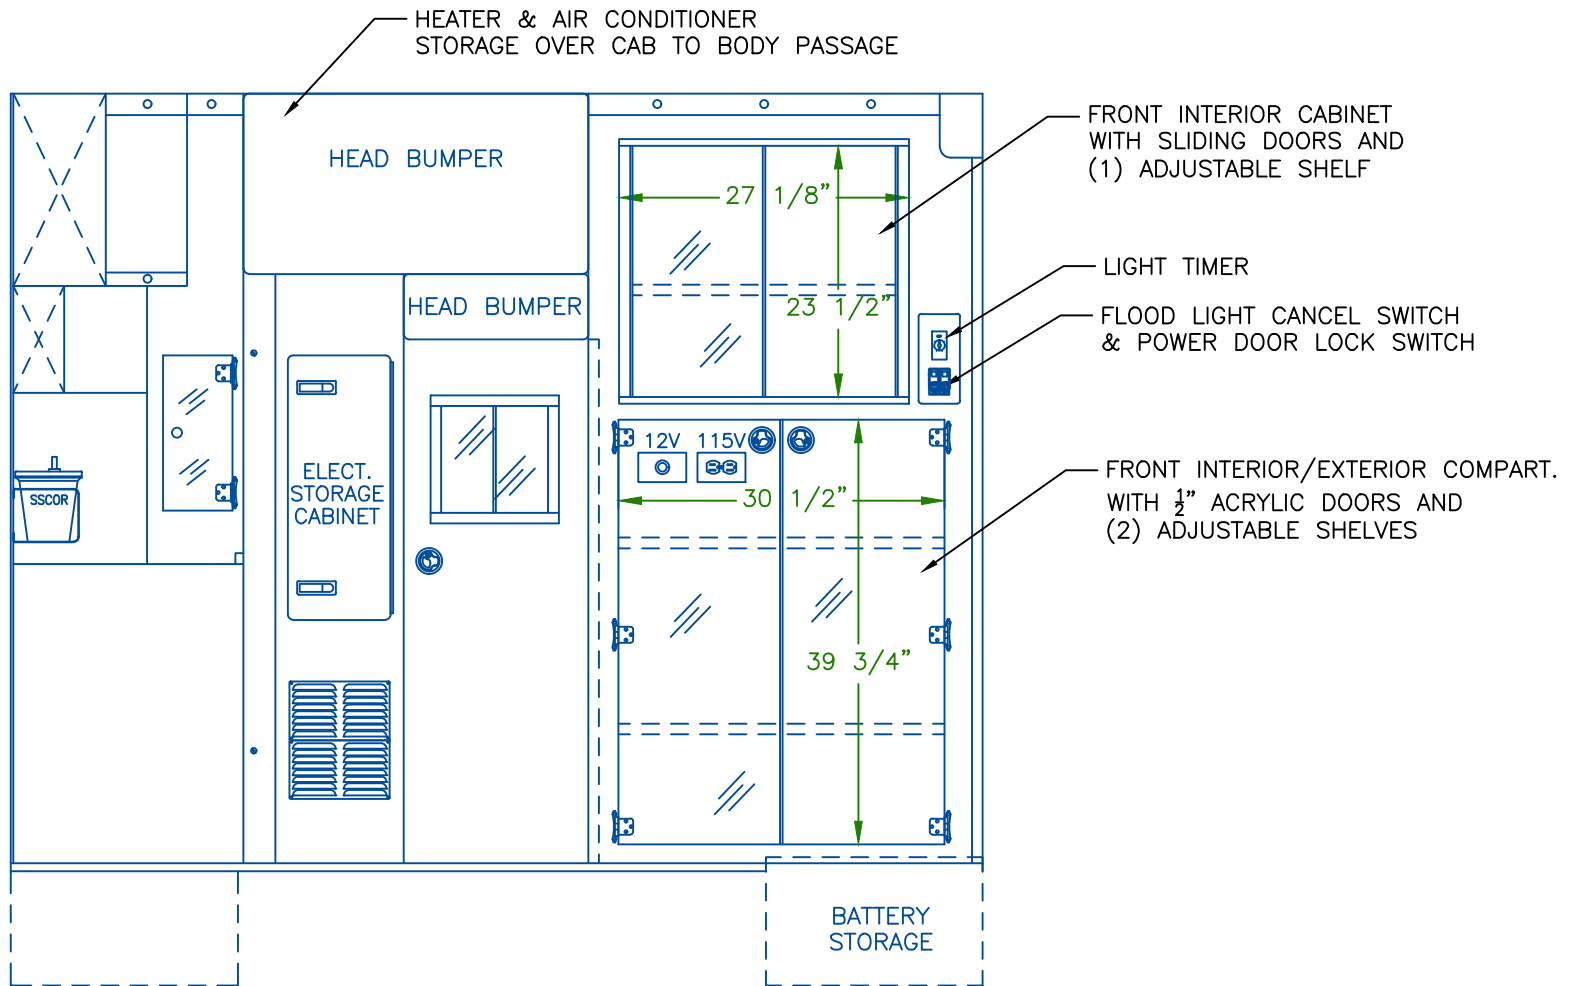 HEATER & AIR CONDITIONER
STORAGE OVER CAB TO BODY PASSAGE
HEAD BUMPER
FRONT INTERIOR CABINET
WITH SLIDING DOORS AND
(1) ADJUSTABLE SHELF
27 1/8”
LIGHT TIMER
HEAD BUMPER
23 1/2”
FLOOD LIGHT CANCEL SWITCH
& POWER DOOR LOCK SWITCH
12V
115V
ELECT.
STORAGE
CABINET
SSCOR
30 1/2”
FRONT INTERIOR/EXTERIOR COMPART.
WITH ½” ACRYLIC DOORS AND
(2) ADJUSTABLE SHELVES
39 3/4”
BATTERY
STORAGE